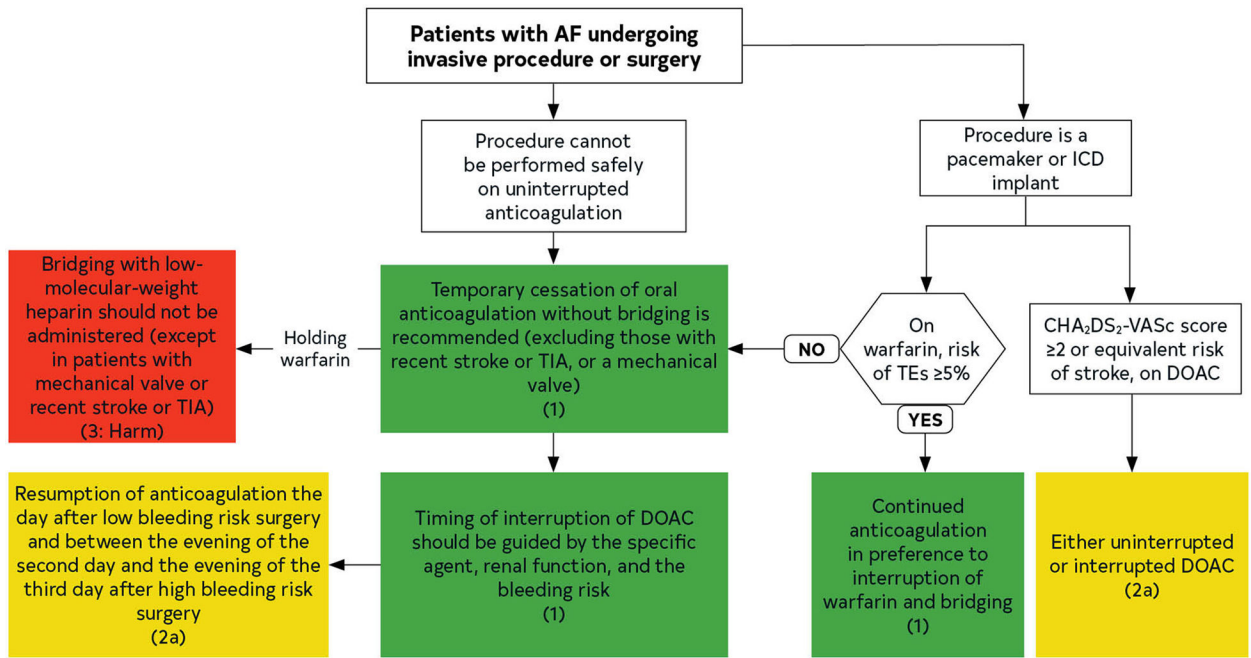 Patients with AF undergoing
invasive procedure or surgery
Procedure cannot
be performed safely
on uninterrupted
anticoagulation
Procedure is a
pacemaker or ICD
implant
Bridging with low-
molecular-weight
heparin should not be
administered (except
in patients with
mechanical valve or
recent stroke or TIA)
(3: Harm)
Holding
warfarin
Temporary cessation of oral
anticoagulation without bridging is
recommended (excluding those with
recent stroke or TIA, or a mechanical
valve)
(1)
NO
On
warfarin, risk
of TEs ≥5%
YES
CHA₂DS₂-VASc score
≥2 or equivalent risk
of stroke, on DOAC
Resumption of anticoagulation the
day after low bleeding risk surgery
and between the evening of the
second day and the evening of the
third day after high bleeding risk
surgery
(2a)
Timing of interruption of DOAC
should be guided by the specific
agent, renal function, and the
bleeding risk
(1)
Continued
anticoagulation
in preference to
interruption of
warfarin and bridging
(1)
Either uninterrupted
or interrupted DOAC
(2a)